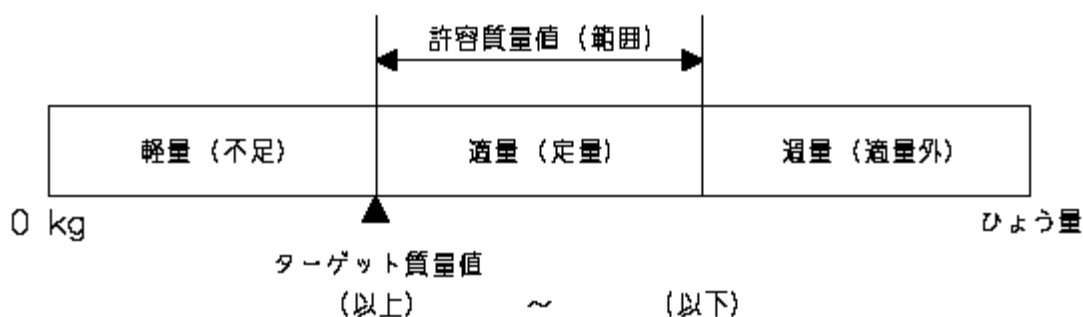 許容質量値（範囲）
軽量（不足） 適量（定量） 過量（適量外）
0 kg ひょう量
ターゲット質量値
（以上） ～ （以下）